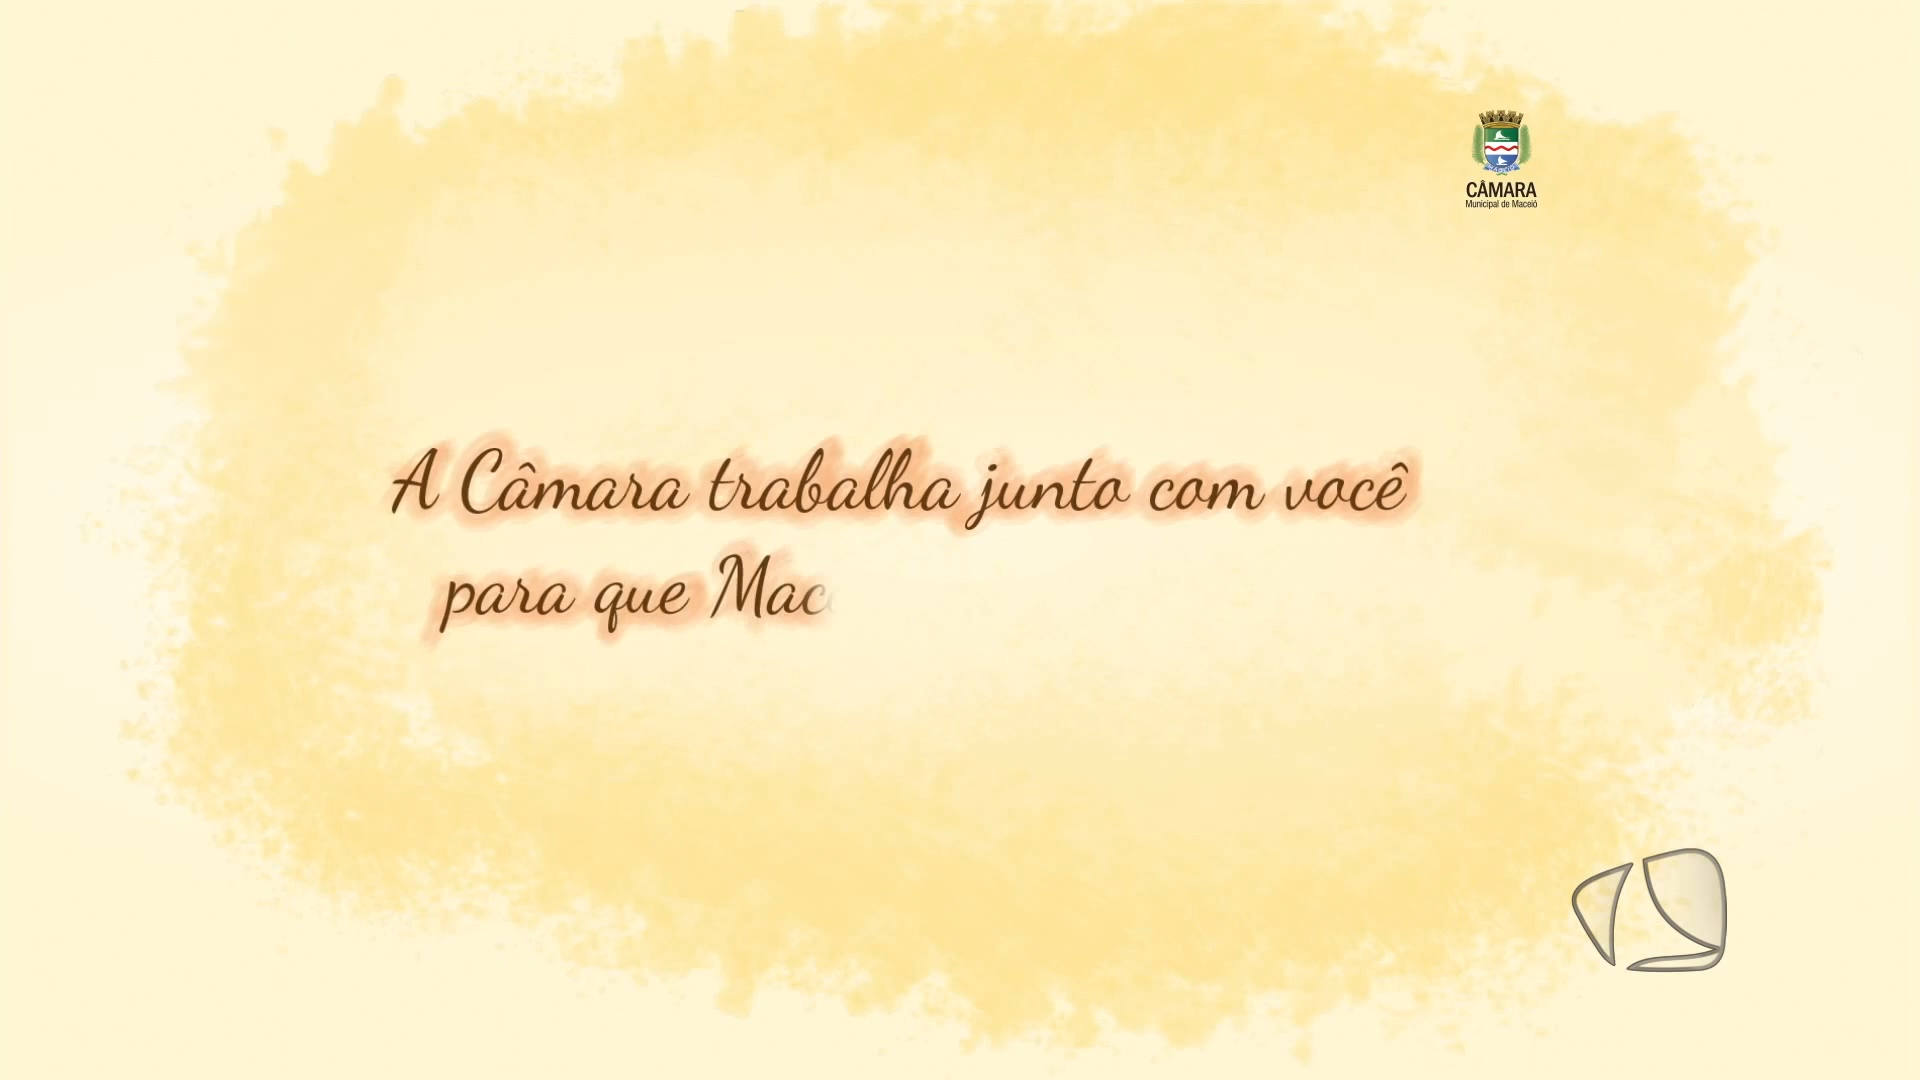 CÂMARA
Municipal de Maceió
A Câmara trabalha junto com você
para que Mac